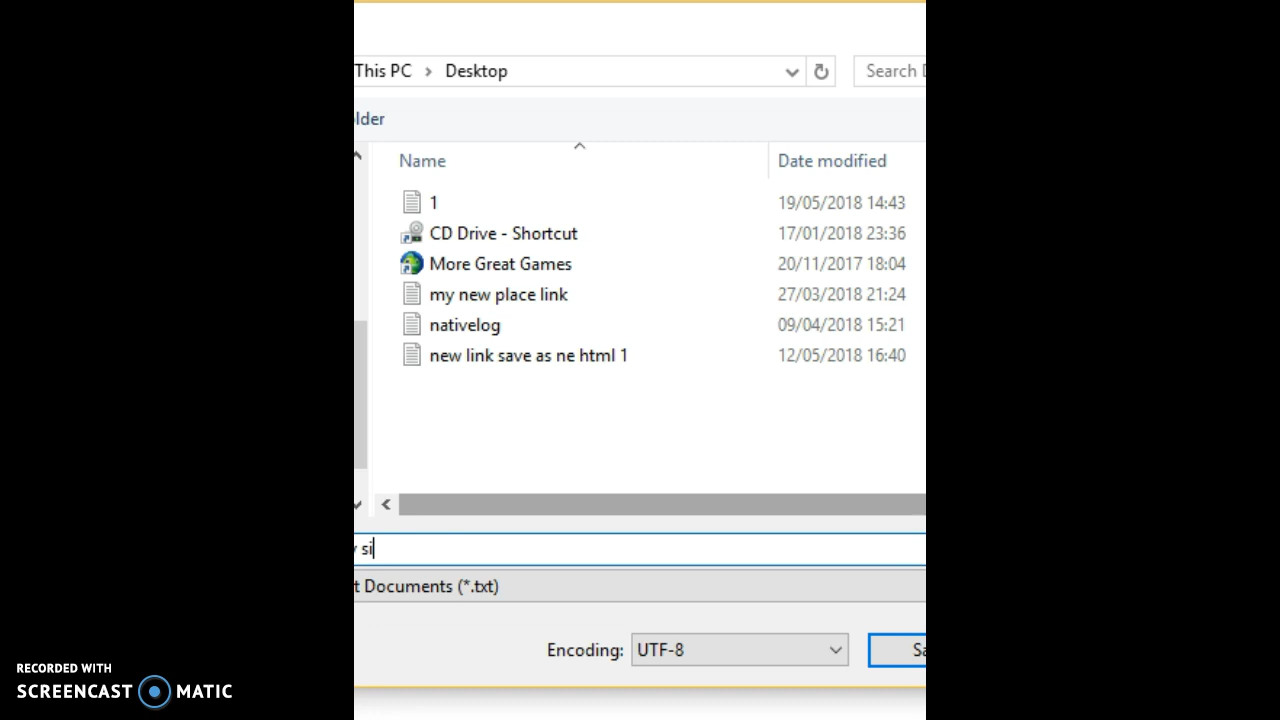 This PC > Desktop
Search
older
Name
Date modified
1
19/05/2018 14:43
CD Drive - Shortcut
17/01/2018 23:36
More Great Games
20/11/2017 18:04
my new place link
27/03/2018 21:24
nativelog
09/04/2018 15:21
new link save as ne html 1
12/05/2018 16:40
si
t Documents (*.txt)
Encoding: UTF-8
Sa
RECORDED WITH
SCREENCAST MATIC